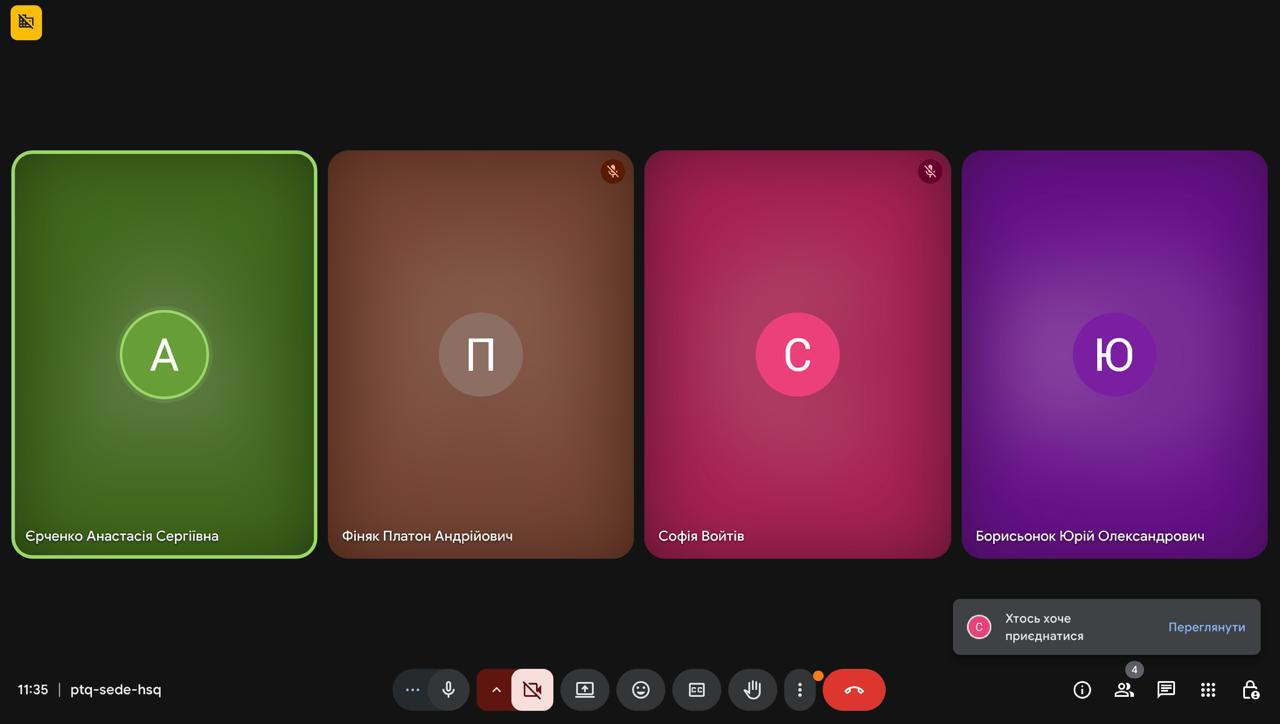 А
П
С
Ю
Єрченко Анастасія Сергіївна
Фіняк Платон Андрійович
Софія Войтів
Борисьонок Юрій Олександрович
С
Хтось хоче
приєднатися
Переглянути
11:35 | ptq-sede-hsq
CC
4